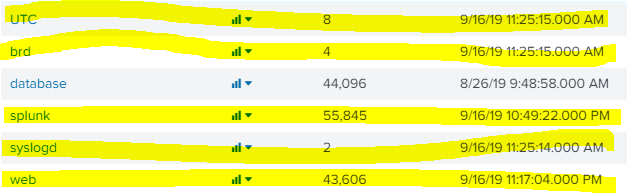 UTC 8 9/16/19 11:25:15.000 AM
brd 4 9/16/19 11:25:15.000 AM
database 44,096 8/26/19 9:48:58.000 AM
splunk 55,845 9/16/19 10:49:22.000 PM
syslogd 2 9/16/19 11:25:14.000 AM
web 43,606 9/16/19 11:17:04.000 PM